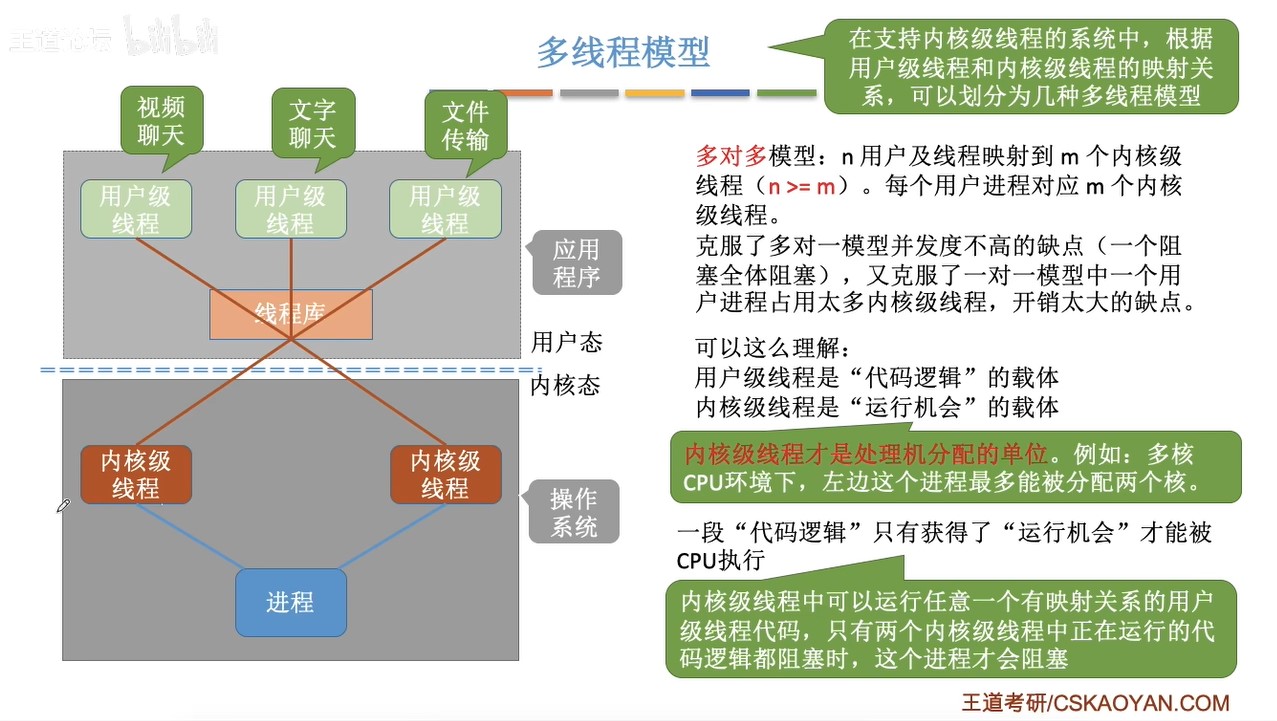 王道论坛 bilibili
多线程模型
在支持内核级线程的系统中，根据
用户级线程和内核级线程的映射关
系，可以划分为几种多线程模型
视频
聊天
文字
聊天
文件
传输
用户级
线程
用户级
线程
用户级
线程
线程库
应用
程序
用户态
内核态
内核级
线程
内核级
线程
操作
系统
进程
多对多模型：n 用户及线程映射到 m 个内核级
线程（n >= m）。每个用户进程对应 m 个内核
级线程。
克服了多对一模型并发度不高的缺点（一个阻
塞全体阻塞），又克服了一对一模型中一个用
户进程占用太多内核级线程，开销太大的缺点。
可以这么理解：
用户级线程是“代码逻辑”的载体
内核级线程是“运行机会”的载体
内核级线程才是处理机分配的单位。例如：多核
CPU环境下，左边这个进程最多能被分配两个核。
一段“代码逻辑”只有获得了“运行机会”才能被
CPU执行
内核级线程中可以运行任意一个有映射关系的用户
级线程代码，只有两个内核级线程中正在运行的代
码逻辑都阻塞时，这个进程才会阻塞
王道考研/CSKAOYAN.COM